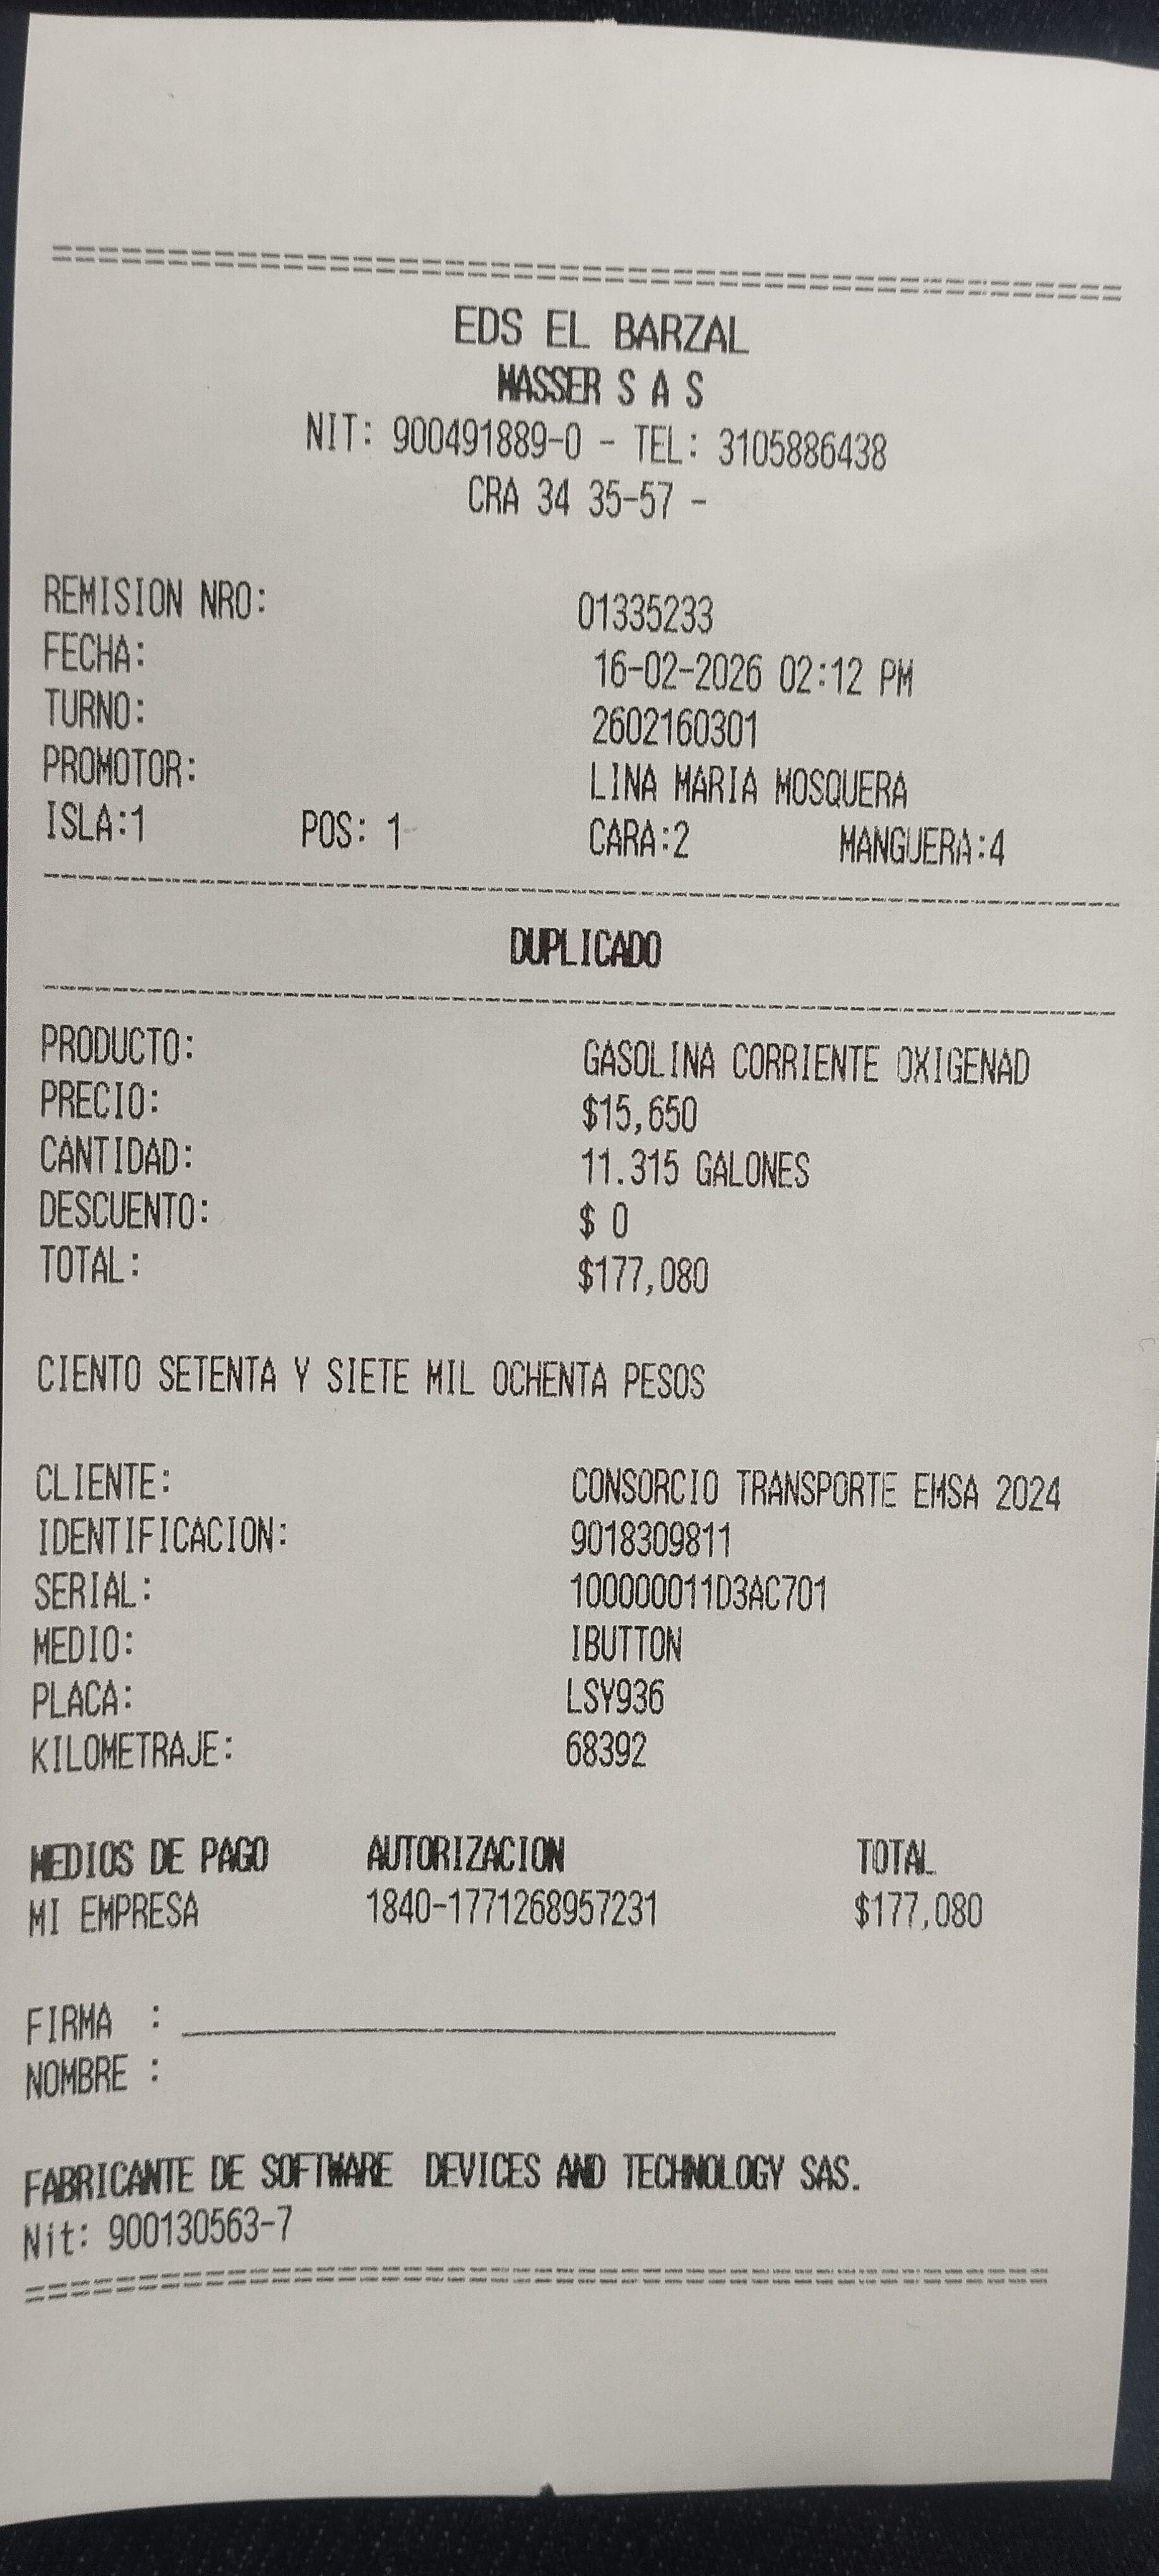 EDS EL BARZAL
MASSER S A S
NIT: 900491889-0 - TEL: 3105886438
CRA 34 35-57 -
REMISION NRO: 01335233
FECHA: 16-02-2026 02:12 PM
TURNO: 2602160301
PROMOTOR: LINA MARIA MOSQUERA
ISLA:1 POS: 1 CARA:2 MANGUERA:4
DUPLICADO
PRODUCTO: GASOLINA CORRIENTE OXIGENAD
PRECIO: $15,650
CANTIDAD: 11.315 GALONES
DESCUENTO: $ 0
TOTAL: $177,080
CIENTO SETENTA Y SIETE MIL OCHENTA PESOS
CLIENTE: CONSORCIO TRANSPORTE EMSA 2024
IDENTIFICACION: 9018309811
SERIAL: 100000011D3AC701
MEDIO: IBUTTON
PLACA: LSY936
KILOMETRAJE: 68392
MEDIOS DE PAGO AUTORIZACION TOTAL
MI EMPRESA 1840-1771268957231 $177,080
FIRMA :
NOMBRE :
FABRICANTE DE SOFTWARE DEVICES AND TECHNOLOGY SAS.
Nit: 900130563-7